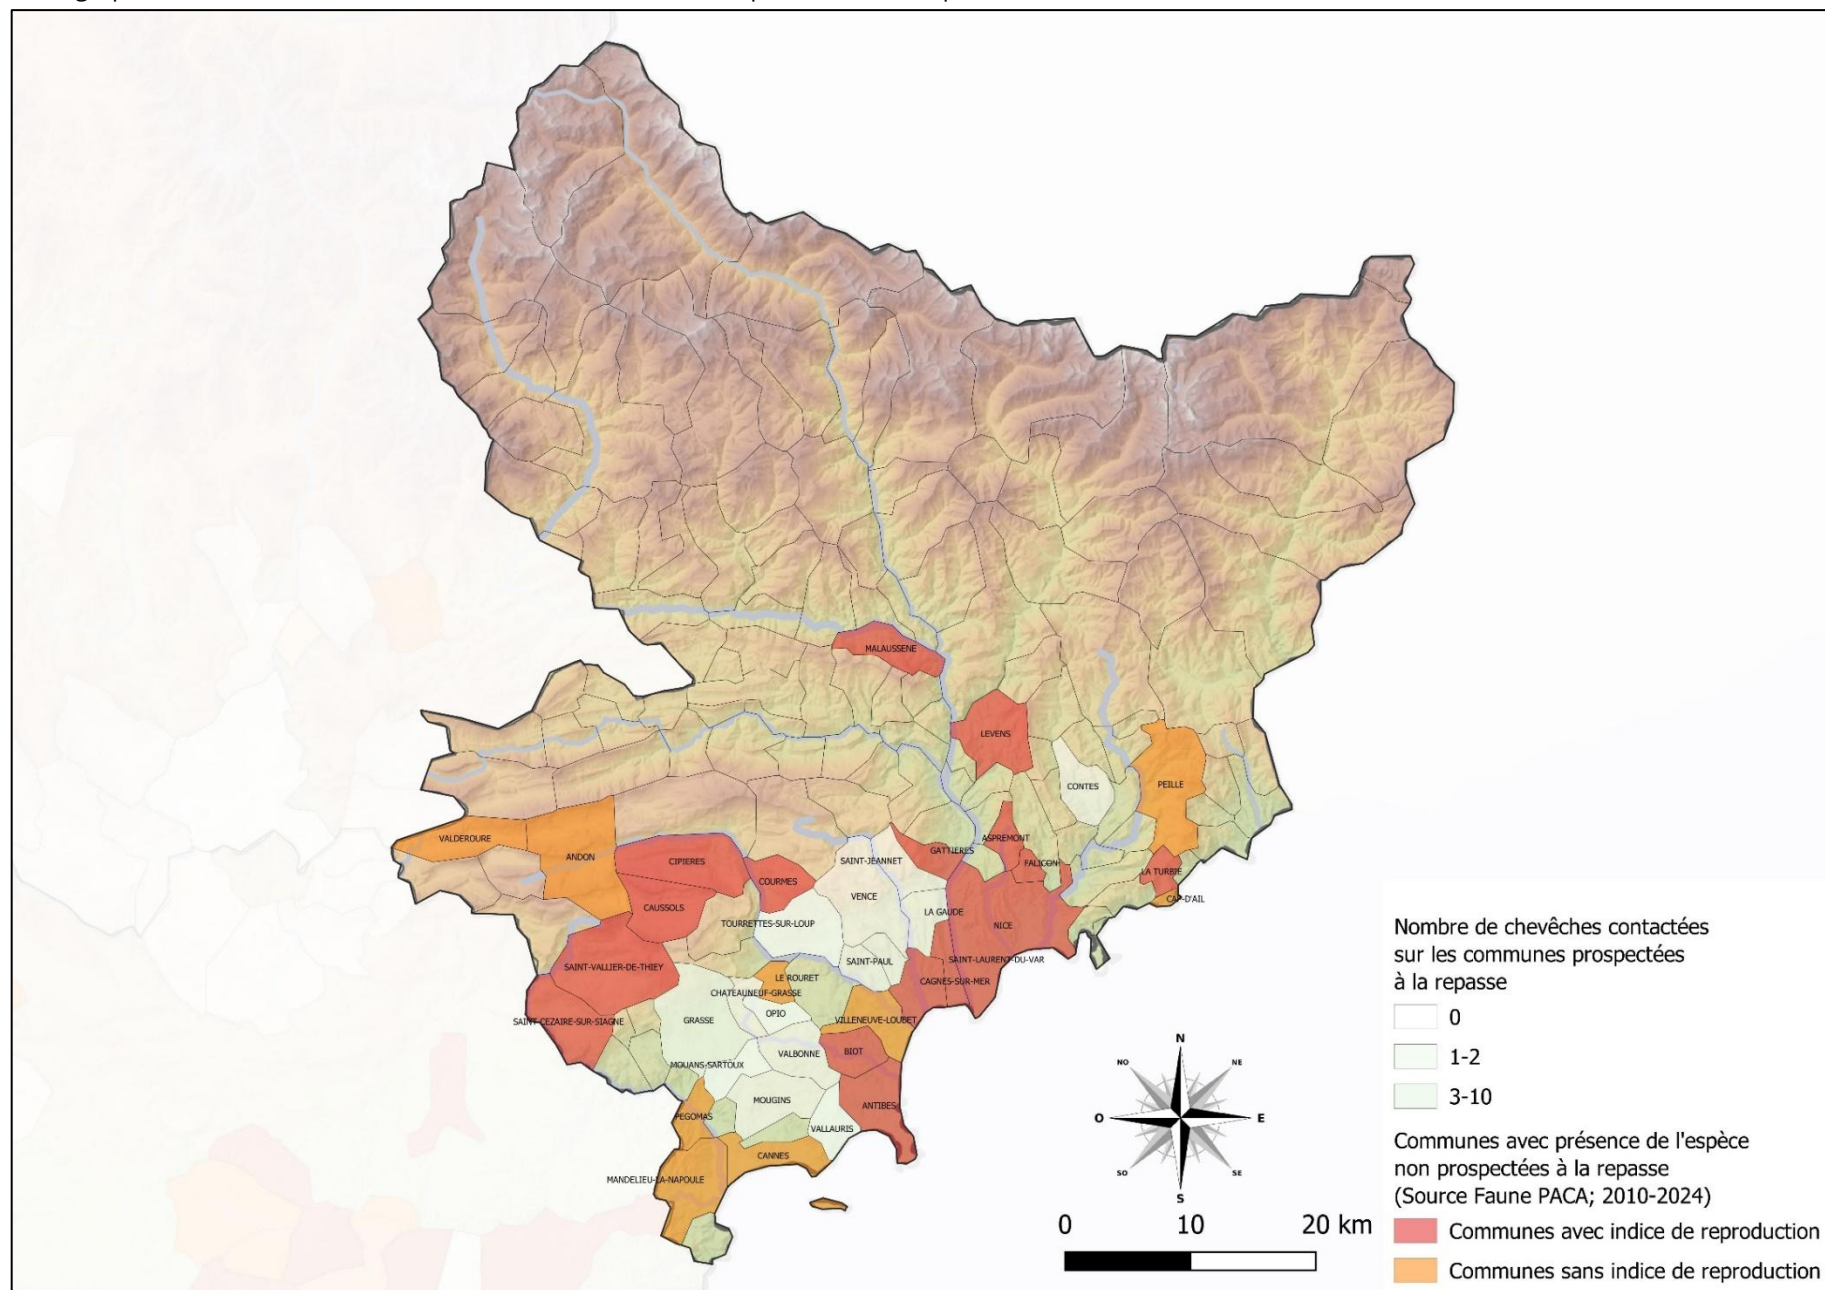 MALAUSSENE
LEVENS
CONTES
PEILLE
VALDEROURE
ANDON
CIPIERES
COURMES
CAUSSOLS
SAINT-JEANNET
GATTIERES
ASPREMONT
FALICON
LA TURBIE
CAP-D'AIL
VENCE
LA GAUDE
NICE
TOURRETTES-SUR-LOUP
SAINT-PAUL
SAINT-LAURENT-DU-VAR
CAGNES-SUR-MER
SAINT-VALLIER-DE-THIEY
LE ROURET
CHATEAUNEUF-GRASSE
OPIO
VILLENEUVE-LOUBET
SAINT-CEZAIRE-SUR-SIAGNE
GRASSE
VALBONNE
BIOT
MOUANS-SARTOUX
MOUGINS
ANTIBES
PEGOMAS
VALLAURIS
CANNES
MANDELIEU-LA-NAPOULE
N
NO
NE
O
E
SO
SE
S
0 10 20 km
Nombre de chevêches contactées
sur les communes prospectées
à la repasse
0
1-2
3-10
Communes avec présence de l'espèce
non prospectées à la repasse
(Source Faune PACA; 2010-2024)
Communes avec indice de reproduction
Communes sans indice de reproduction